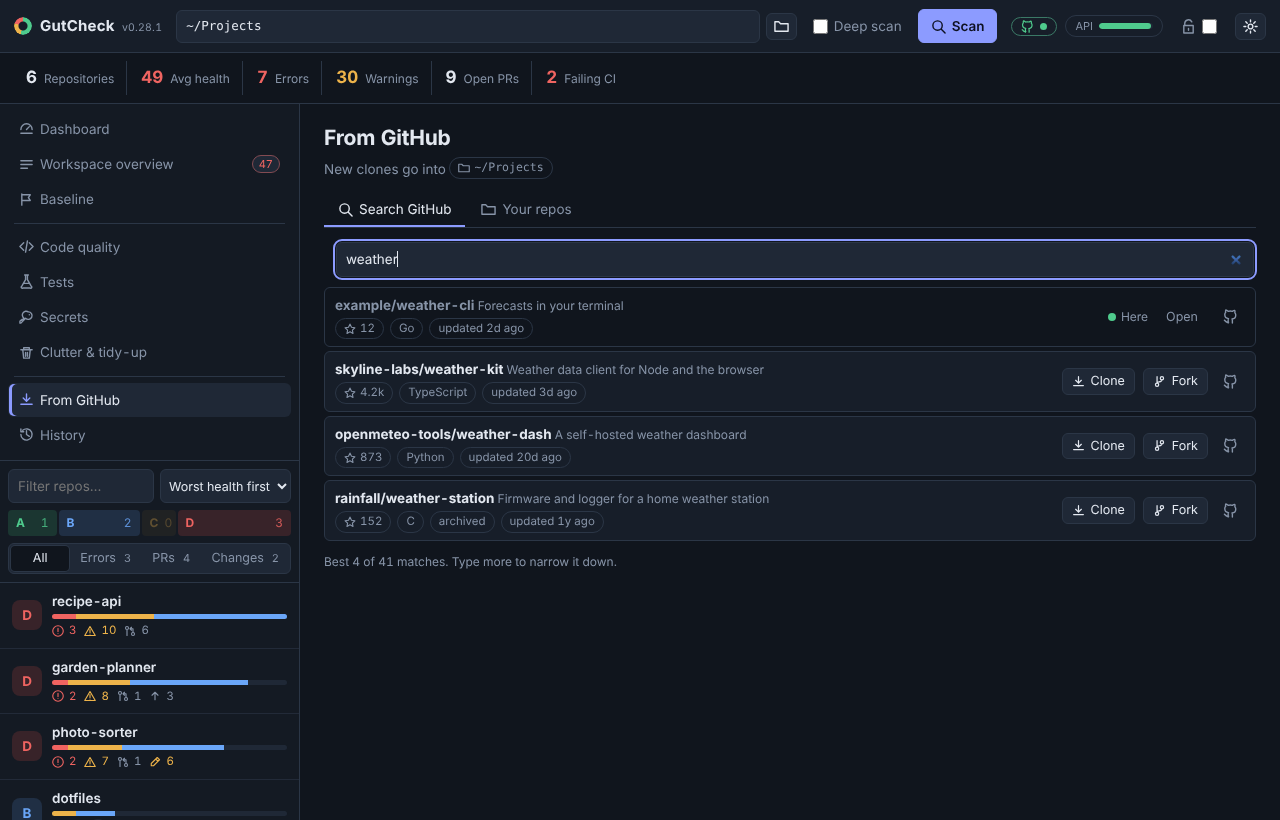 GutCheck v0.28.1 ~/Projects Deep scan Scan API
6 Repositories 49 Avg health 7 Errors 30 Warnings 9 Open PRs 2 Failing CI
Dashboard
Workspace overview 47
Baseline
Code quality
Tests
Secrets
Clutter & tidy-up
From GitHub
History
Filter repos... Worst health first
A 1 B 2 C 0 D 3
All Errors 3 PRs 4 Changes 2
D recipe-api
3 10 6
D garden-planner
2 8 1 3
D photo-sorter
2 7 1 6
B dotfiles
From GitHub
New clones go into ~/Projects
Search GitHub Your repos
weather
example/weather-cli Forecasts in your terminal
12 Go updated 2d ago
Here Open
skyline-labs/weather-kit Weather data client for Node and the browser
4.2k TypeScript updated 3d ago
Clone Fork
openmeteo-tools/weather-dash A self-hosted weather dashboard
873 Python updated 20d ago
Clone Fork
rainfall/weather-station Firmware and logger for a home weather station
152 C archived updated 1y ago
Clone Fork
Best 4 of 41 matches. Type more to narrow it down.